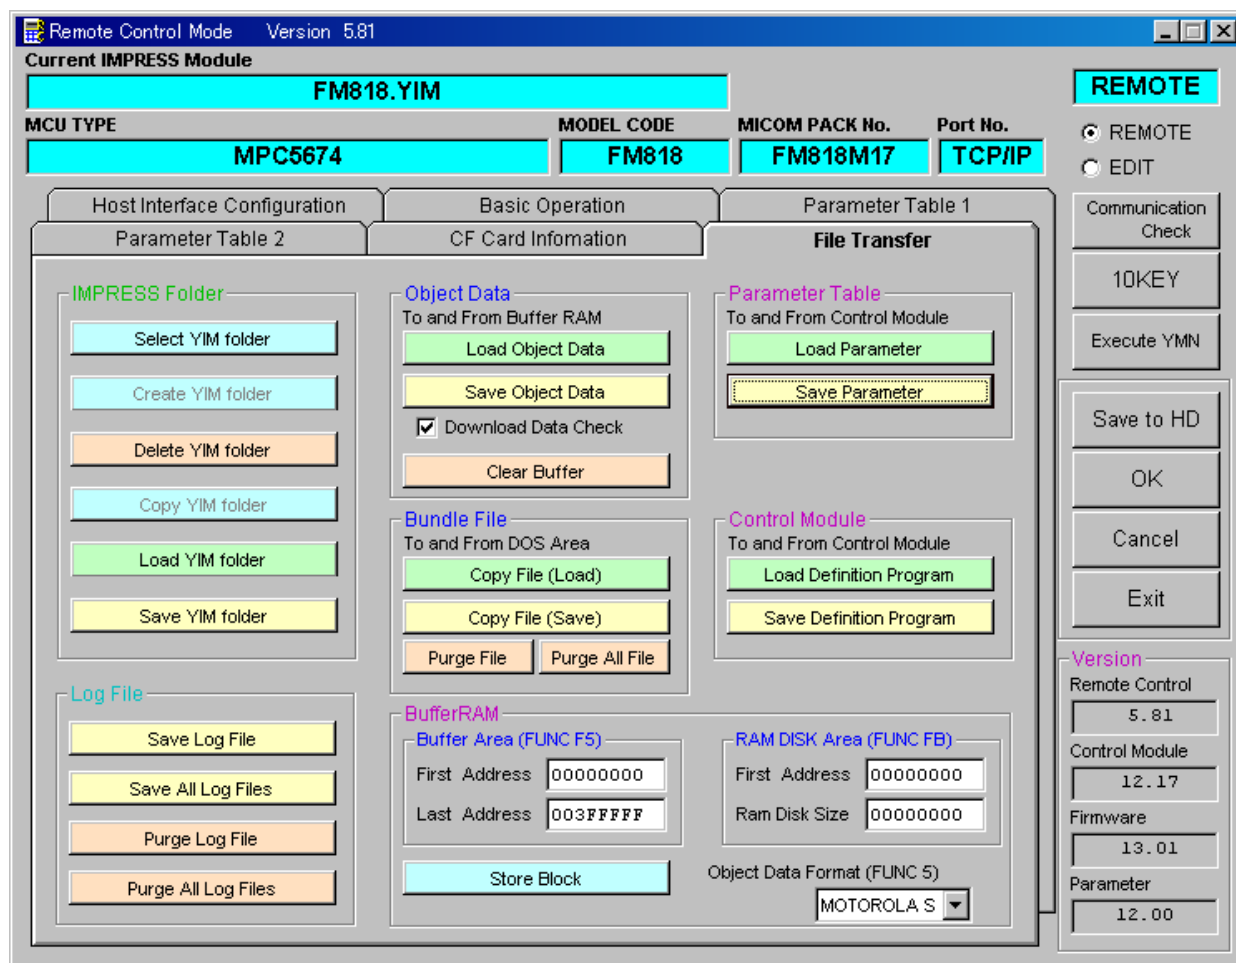 Remote Control Mode Version 5.81
Current IMPRESS Module
FM818.YIM
REMOTE
MCU TYPE
MODEL CODE
MICOM PACK No.
Port No.
MPC5674
FM818
FM818M17
TCP/IP
REMOTE
EDIT
Host Interface Configuration
Basic Operation
Parameter Table 1
Parameter Table 2
CF Card Infomation
File Transfer
Communication
Check
10KEY
Execute YMN
Save to HD
OK
Cancel
Exit
IMPRESS Folder
Select YIM folder
Create YIM folder
Delete YIM folder
Copy YIM folder
Load YIM folder
Save YIM folder
Log File
Save Log File
Save All Log Files
Purge Log File
Purge All Log Files
Object Data
To and From Buffer RAM
Load Object Data
Save Object Data
Download Data Check
Clear Buffer
Bundle File
To and From DOS Area
Copy File (Load)
Copy File (Save)
Purge File
Purge All File
Parameter Table
To and From Control Module
Load Parameter
Save Parameter
Control Module
To and From Control Module
Load Definition Program
Save Definition Program
BufferRAM
Buffer Area (FUNC F5)
First Address 00000000
Last Address 003FFFFF
RAM DISK Area (FUNC FB)
First Address 00000000
Ram Disk Size 00000000
Store Block
Object Data Format (FUNC 5)
MOTOROLA S
Version
Remote Control
5.81
Control Module
12.17
Firmware
13.01
Parameter
12.00